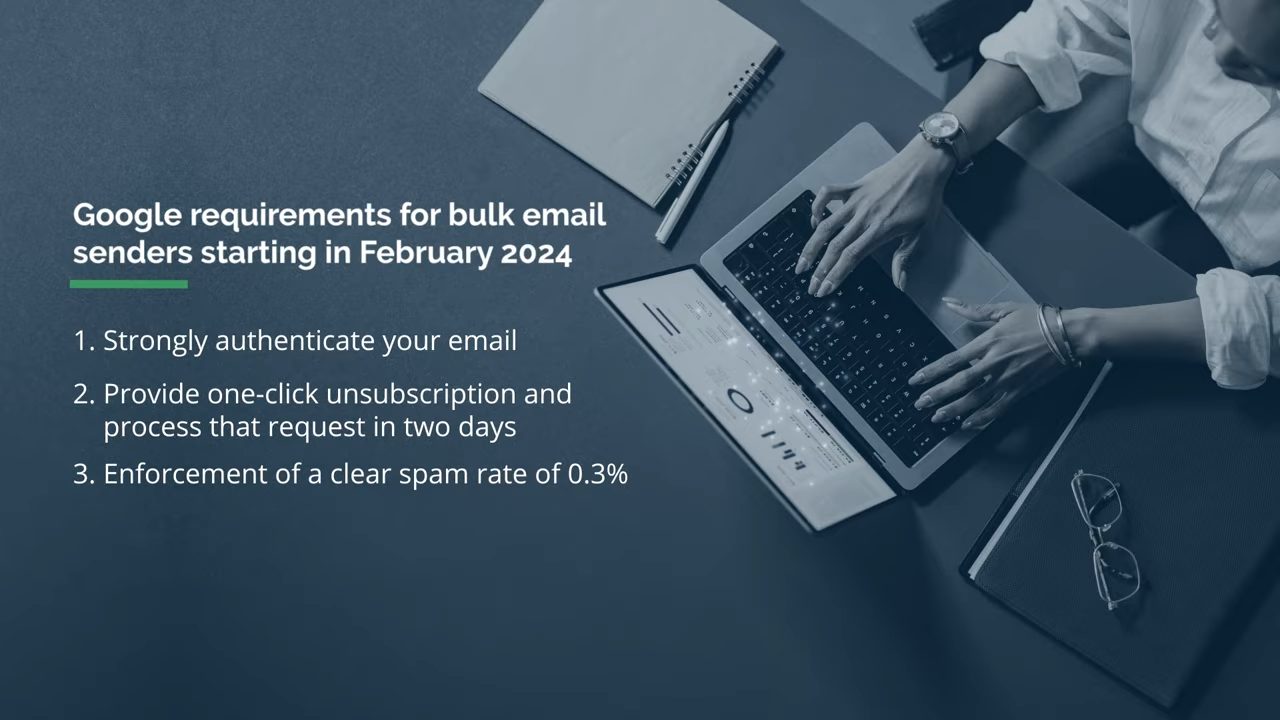 Google requirements for bulk email
senders starting in February 2024
1. Strongly authenticate your email
2. Provide one-click unsubscription and
process that request in two days
3. Enforcement of a clear spam rate of 0.3%